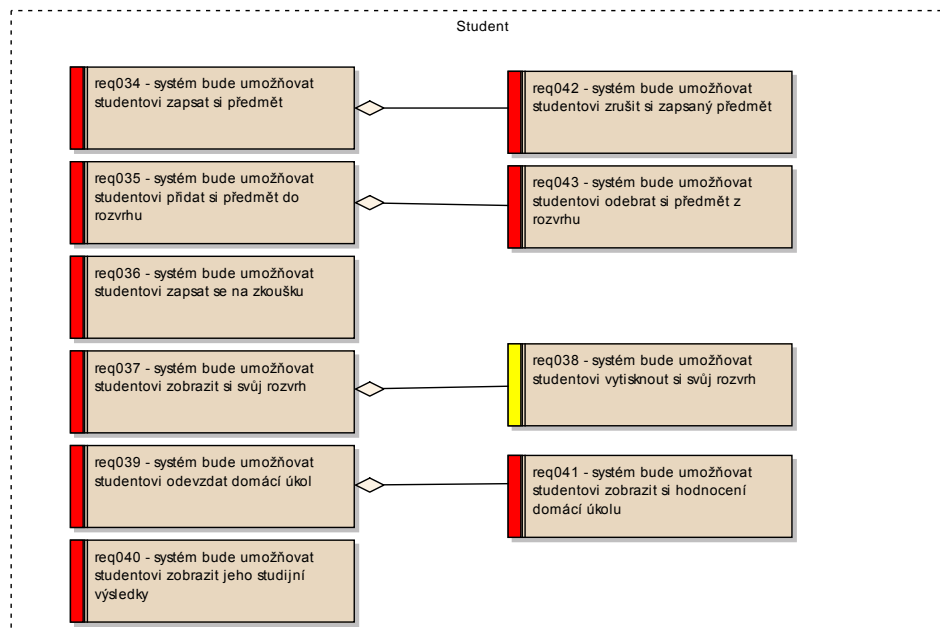 Student
req034 - systém bude umožňovat
studentovi zapsat si předmět
req042 - systém bude umožňovat
studentovi zrušit si zapsaný předmět
req035 - systém bude umožňovat
studentovi přidat si předmět do
rozvrhu
req043 - systém bude umožňovat
studentovi odebrat si předmět z
rozvrhu
req036 - systém bude umožňovat
studentovi zapsat se na zkoušku
req037 - systém bude umožňovat
studentovi zobrazit si svůj rozvrh
req038 - systém bude umožňovat
studentovi vytisknout si svůj rozvrh
req039 - systém bude umožňovat
studentovi odevzdat domácí úkol
req041 - systém bude umožňovat
studentovi zobrazit si hodnocení
domácí úkolu
req040 - systém bude umožňovat
studentovi zobrazit jeho studijní
výsledky